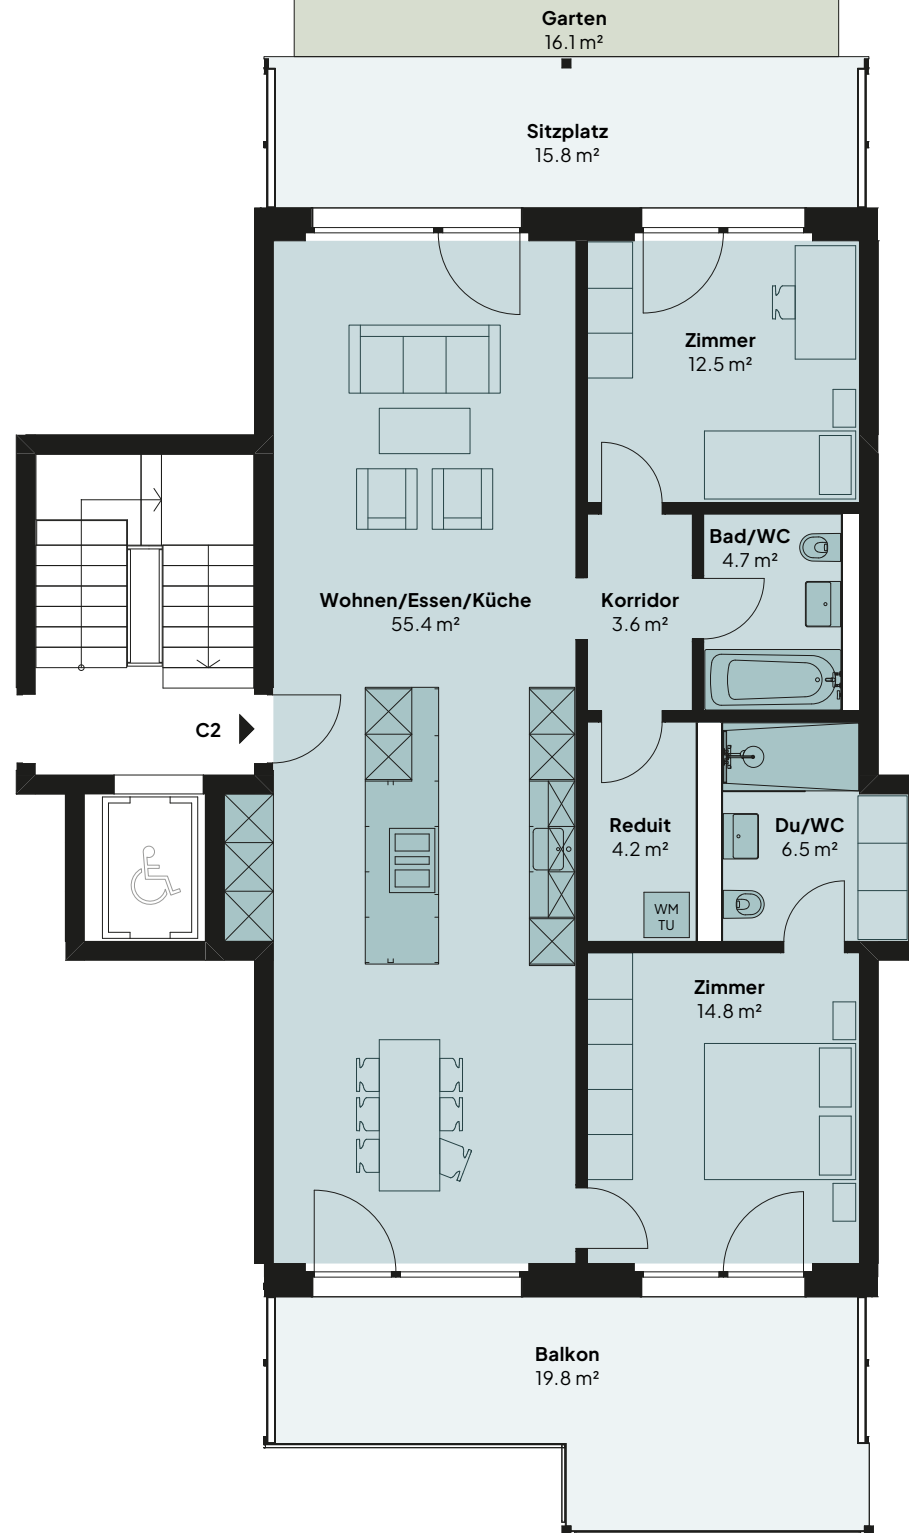 Garten
16.1 m²
Sitzplatz
15.8 m²
Zimmer
12.5 m²
Bad/WC
4.7 m²
Wohnen/Essen/Küche
55.4 m²
Korridor
3.6 m²
C2
Reduit
4.2 m²
Du/WC
6.5 m²
WM
TU
Zimmer
14.8 m²
Balkon
19.8 m²